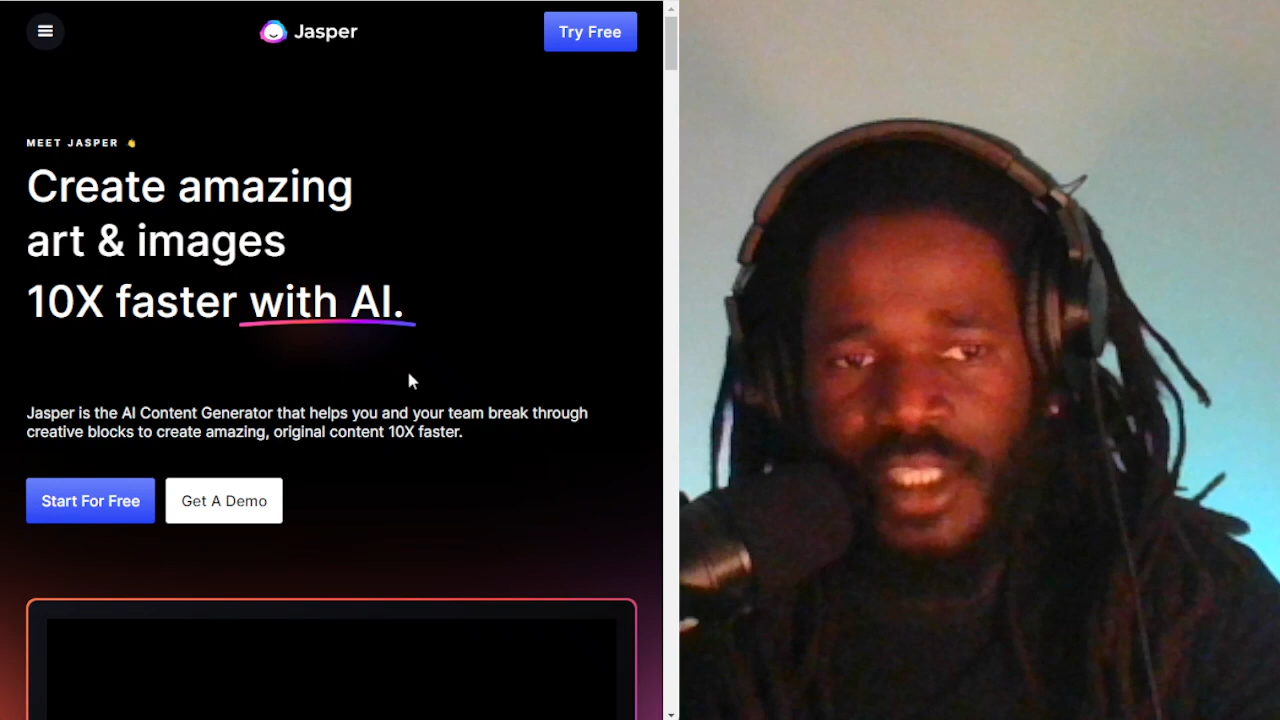 Jasper
Try Free
MEET JASPER 👋
Create amazing
art & images
10X faster with AI.
Jasper is the AI Content Generator that helps you and your team break through
creative blocks to create amazing, original content 10X faster.
Start For Free
Get A Demo